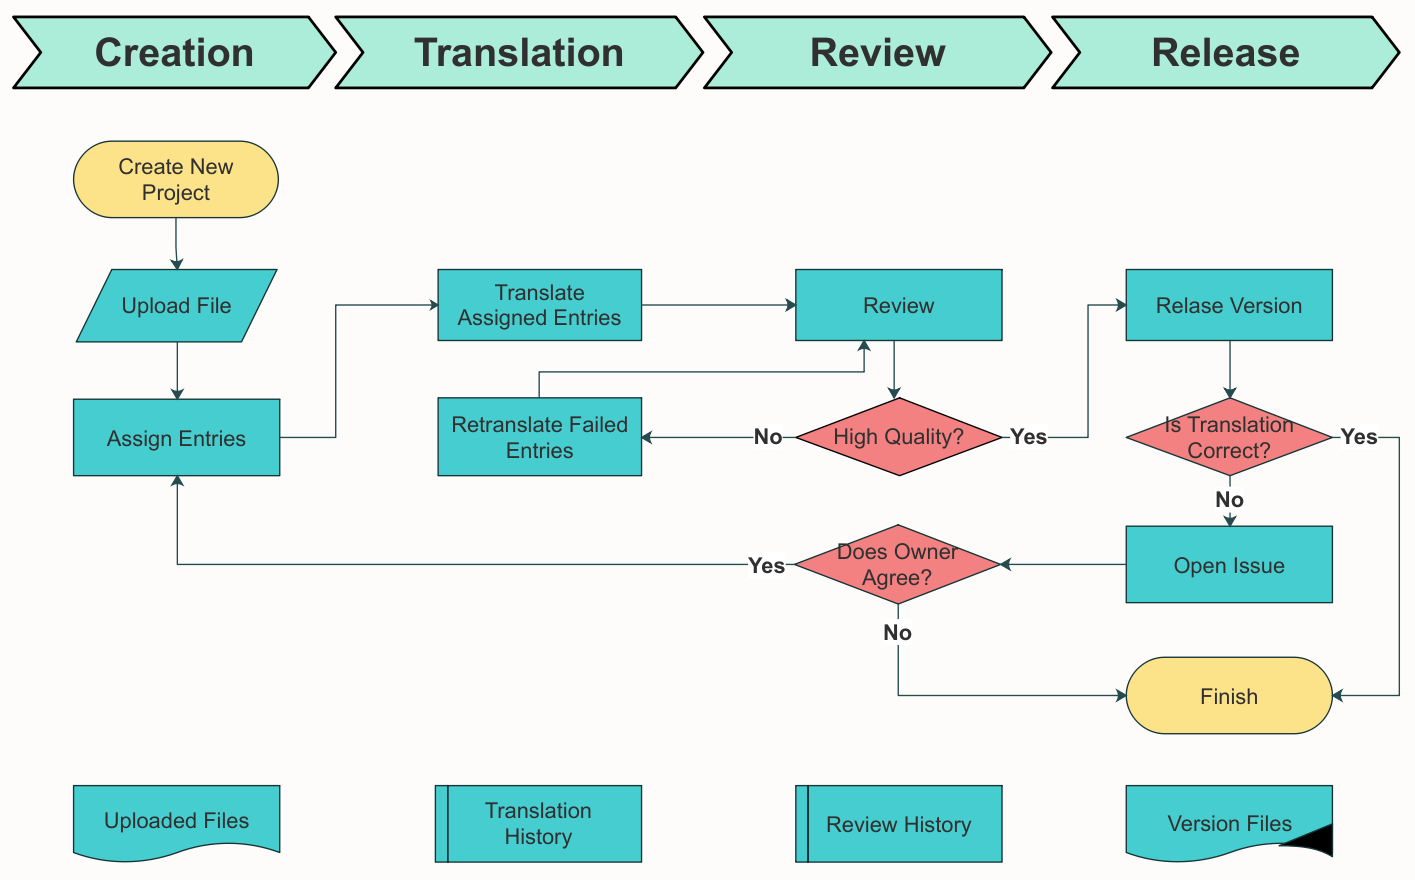 Creation
Translation
Review
Release
Create New
Project
Upload File
Translate
Assigned Entries
Review
Relase Version
Assign Entries
Retranslate Failed
Entries
No
High Quality?
Yes
Is Translation
Correct?
Yes
No
Yes
Does Owner
Agree?
Open Issue
No
Finish
Uploaded Files
Translation
History
Review History
Version Files